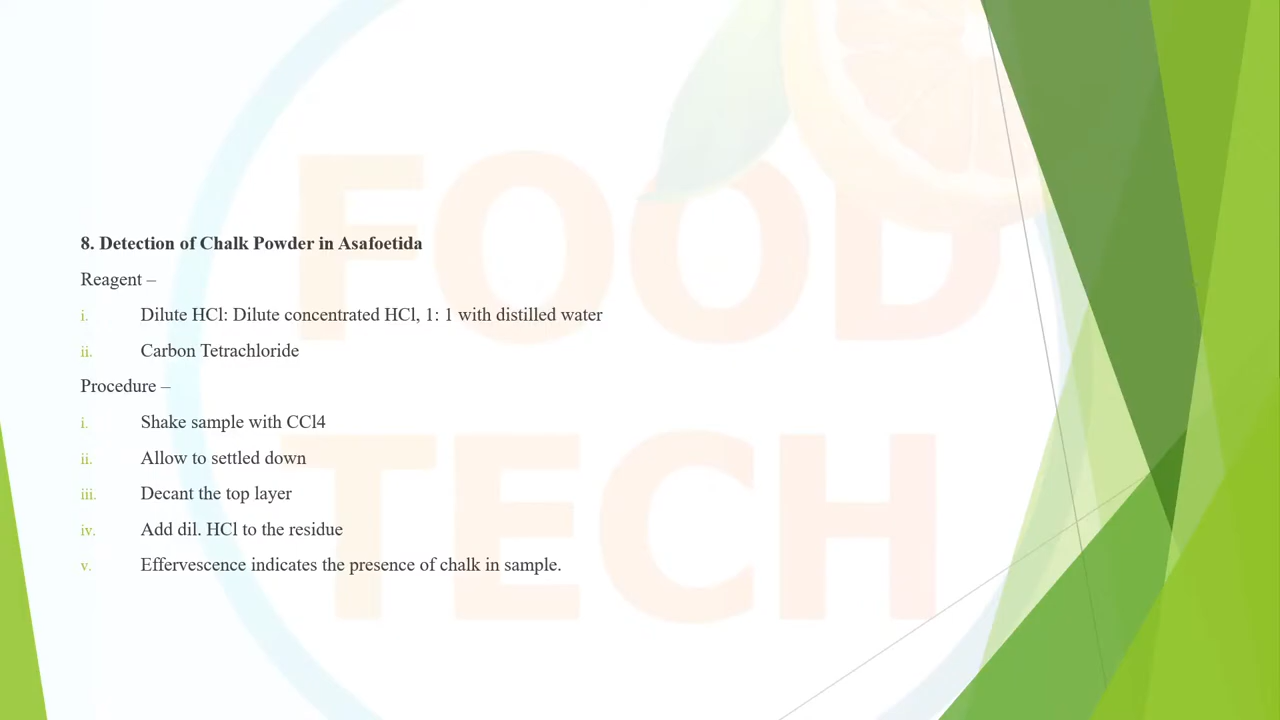 FOOD
TECH
8. Detection of Chalk Powder in Asafoetida
Reagent –
i. Dilute HCl: Dilute concentrated HCl, 1: 1 with distilled water
ii. Carbon Tetrachloride
Procedure –
i. Shake sample with CCl4
ii. Allow to settled down
iii. Decant the top layer
iv. Add dil. HCl to the residue
v. Effervescence indicates the presence of chalk in sample.